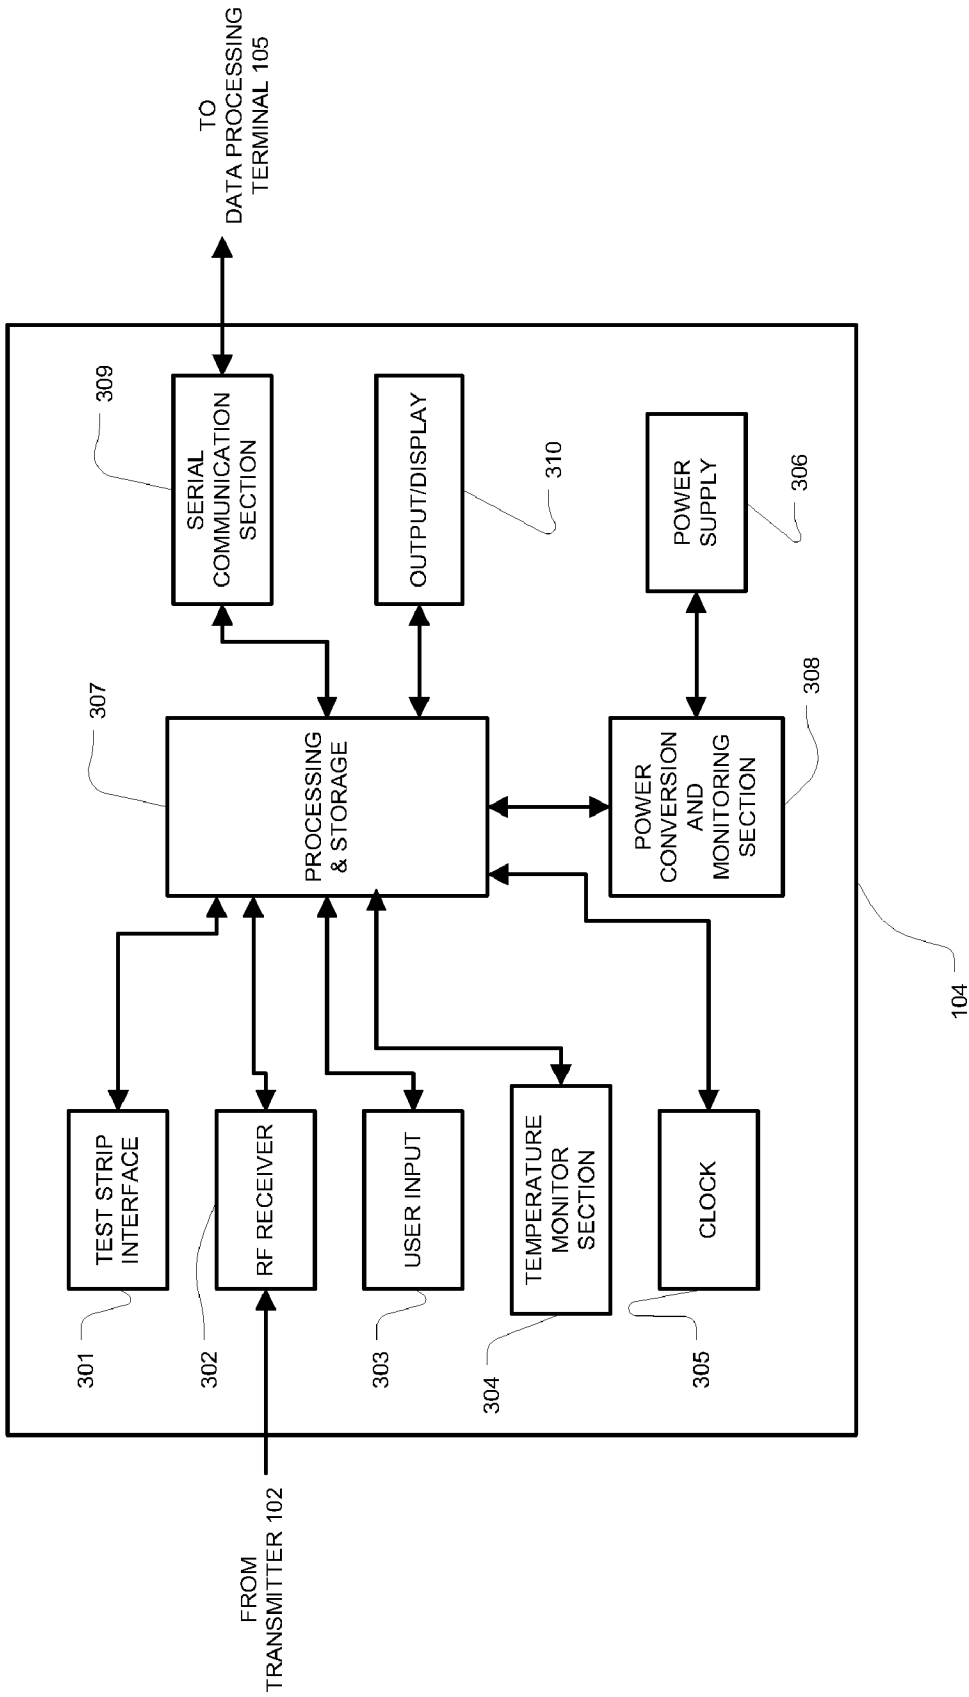 301
TEST STRIP
INTERFACE
FROM
TRANSMITTER 102
302
RF RECEIVER
303
USER INPUT
304
TEMPERATURE
MONITOR
SECTION
305
CLOCK
307
PROCESSING
& STORAGE
308
POWER
CONVERSION
AND
MONITORING
SECTION
309
SERIAL
COMMUNICATION
SECTION
TO
DATA PROCESSING
TERMINAL 105
OUTPUT/DISPLAY
310
POWER
SUPPLY
306
104